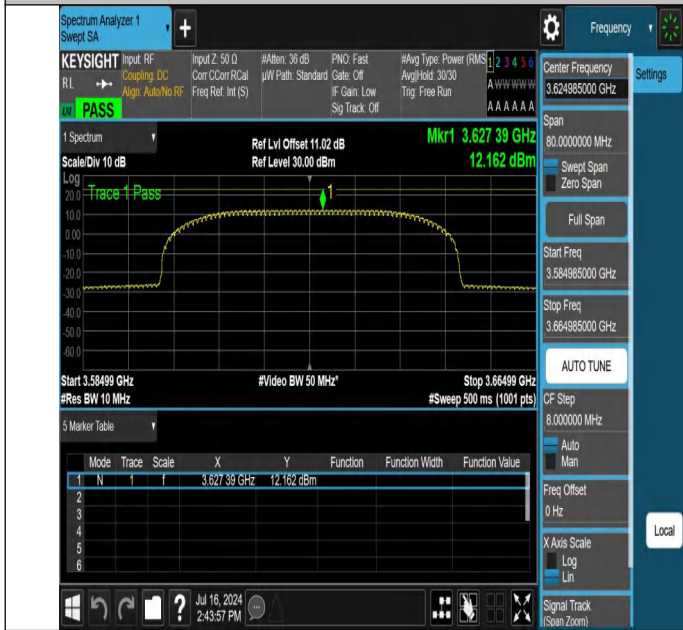 Spectrum Analyzer 1
Swept SA
+
Frequency
KEYSIGHT
RL
PASS
Input: RF
Coupling: DC
Align: Auto/No RF
Input Z: 50 Ω
Corr CCorr RCal
Freq Ref: Int (S)
#Atten: 36 dB
µW Path: Standard
PNO: Fast
Gate: Off
IF Gain: Low
Sig Track: Off
#Avg Type: Power (RMS
Avg|Hold: 30/30
Trig: Free Run
1 2 3 4 5 6
A W W W W W
A A A A A A
1 Spectrum
Scale/Div 10 dB
Ref Lvl Offset 11.02 dB
Ref Level 30.00 dBm
Mkr1 3.627 39 GHz
12.162 dBm
Log
Trace 1 Pass
1
20.0
10.0
0.00
-10.0
-20.0
-30.0
-40.0
-50.0
-60.0
Start 3.58499 GHz
#Res BW 10 MHz
#Video BW 50 MHz*
Stop 3.66499 GHz
#Sweep 500 ms (1001 pts)
5 Marker Table
Mode Trace Scale X Y Function Function Width Function Value
1 N 1 f 3.627 39 GHz 12.162 dBm
2
3
4
5
6
?
Jul 16, 2024
2:43:57 PM
Center Frequency
3.624985000 GHz
Settings
Span
80.0000000 MHz
Swept Span
Zero Span
Full Span
Start Freq
3.584985000 GHz
Stop Freq
3.664985000 GHz
AUTO TUNE
CF Step
8.000000 MHz
Auto
Man
Freq Offset
0 Hz
Local
X Axis Scale
Log
Lin
Signal Track
(Span Zoom)